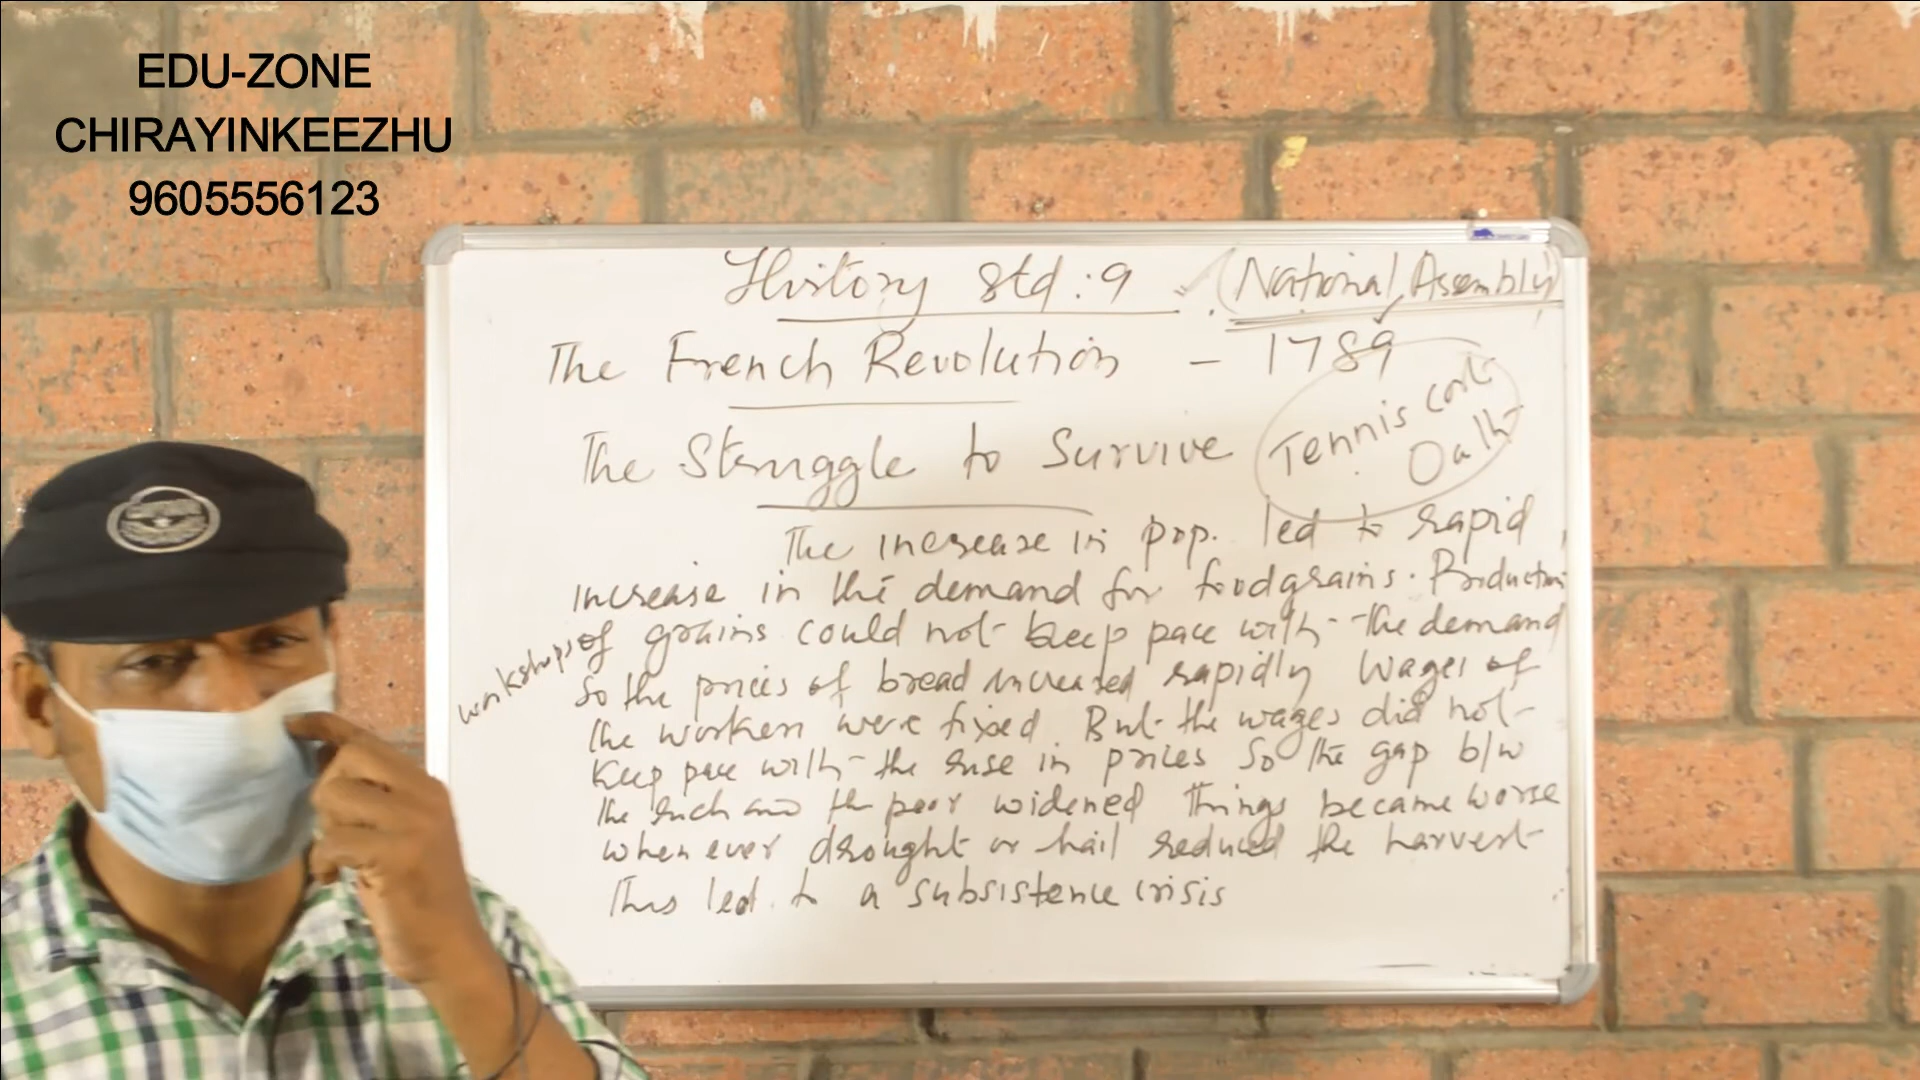 EDU-ZONE
CHIRAYINKEEZHU
9605556123
History Std : 9 (National Assembly)
The French Revolution - 1789
The Struggle to Survive
Tennis Cort
Oath
The increase in pop. led to rapid
increase in the demand for foodgrains. Production
of grains could not keep pace with the demand
workshops
So the prices of bread increased rapidly Wages of
the workers were fixed. But the wages did not
keep pace with the rise in prices So the gap b/w
the rich and the poor widened Things became worse
when ever drought or hail reduced the harvest
This led to a subsistence crisis